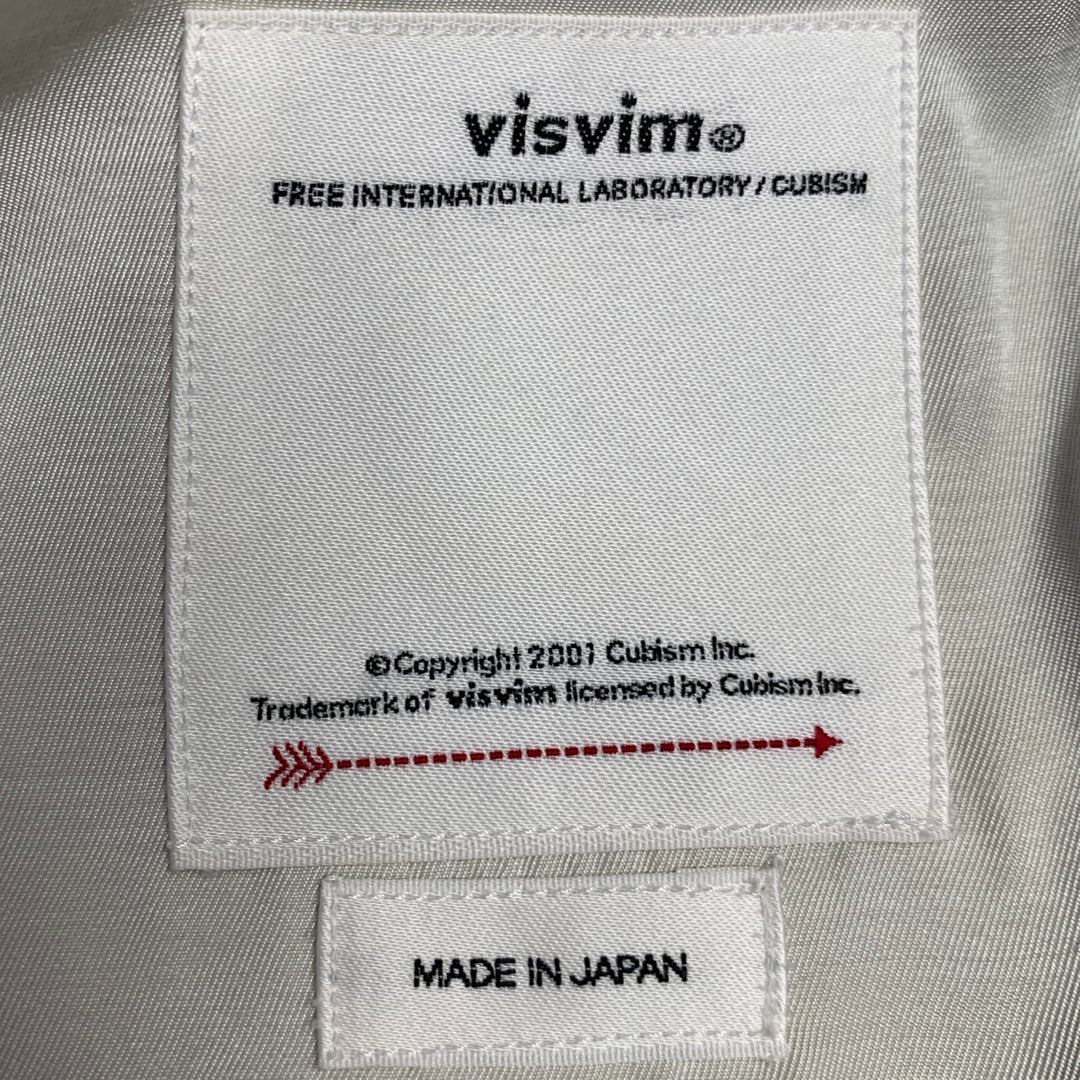 visvim®
FREE INTERNATIONAL LABORATORY / CUBISM
©Copyright 2001 Cubism Inc.
Trademark of visvim licensed by Cubism Inc.
MADE IN JAPAN